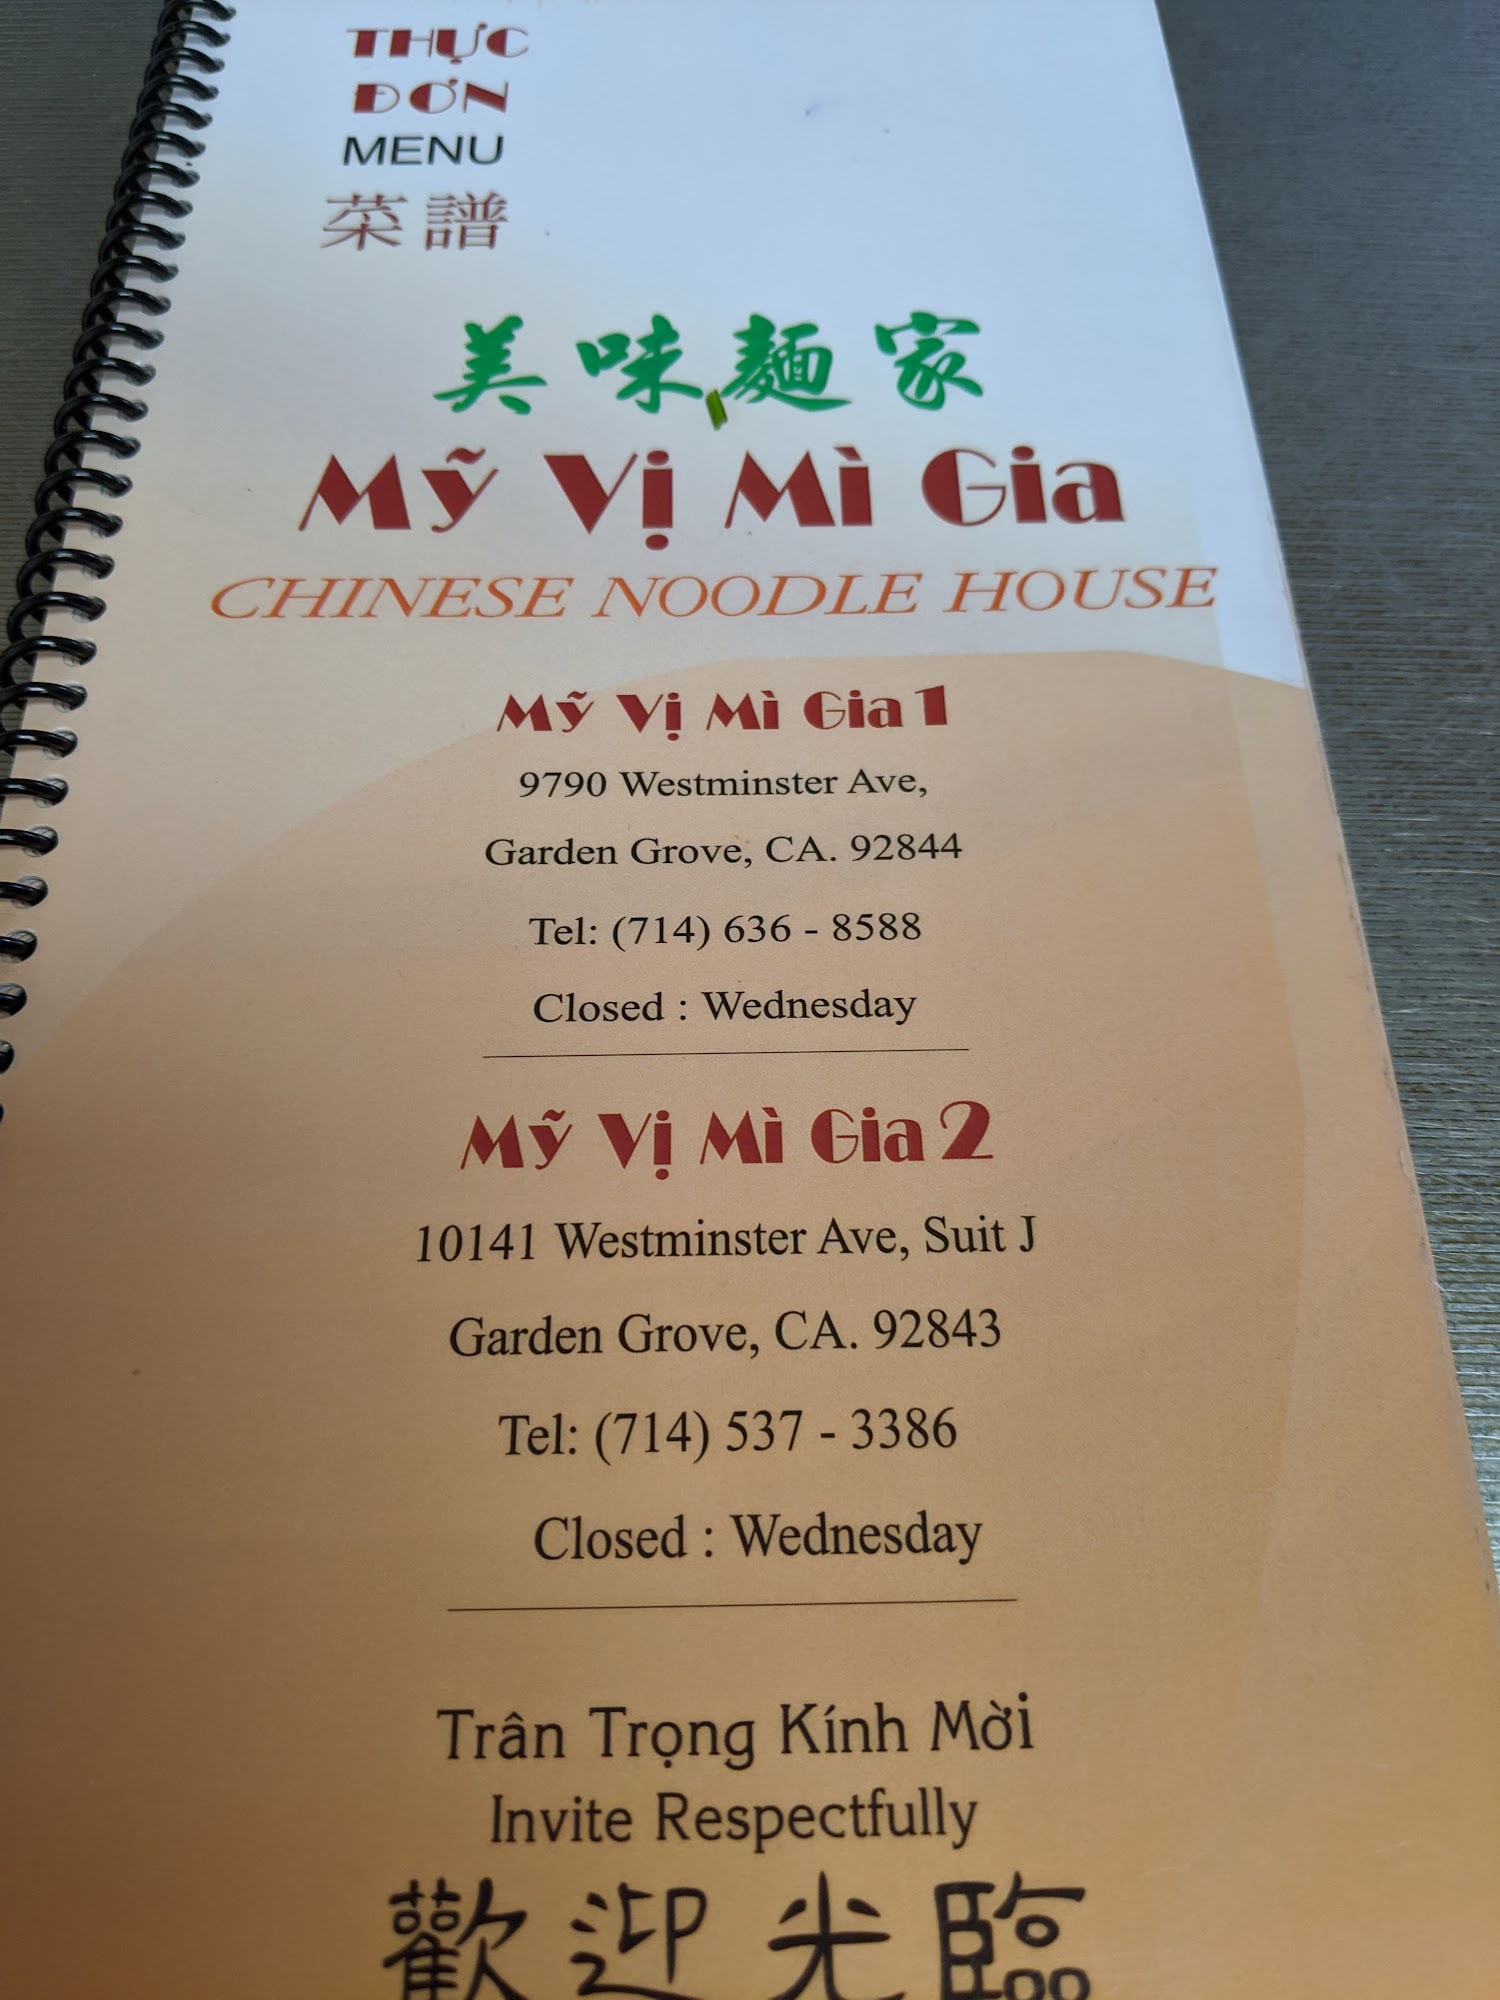 THỰC
ĐƠN
MENU
菜譜
美味麵家
Mỹ Vị Mì Gia
CHINESE NOODLE HOUSE
Mỹ Vị Mì Gia 1
9790 Westminster Ave,
Garden Grove, CA. 92844
Tel: (714) 636 - 8588
Closed : Wednesday
Mỹ Vị Mì Gia 2
10141 Westminster Ave, Suit J
Garden Grove, CA. 92843
Tel: (714) 537 - 3386
Closed : Wednesday
Trân Trọng Kính Mời
Invite Respectfully
歡迎光臨